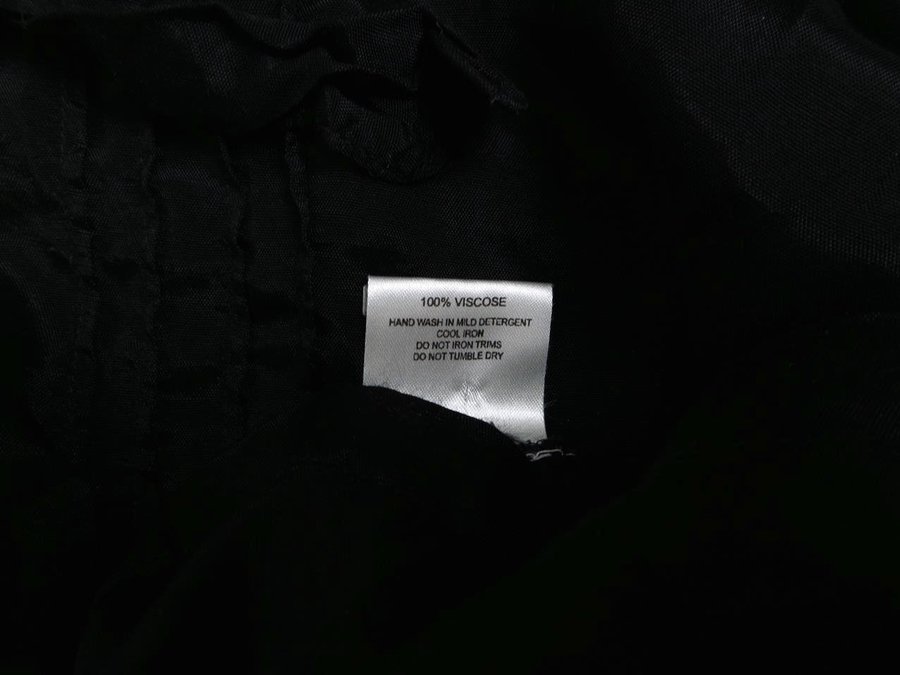 100% VISCOSE
HAND WASH IN MILD DETERGENT
COOL IRON
DO NOT IRON TRIMS
DO NOT TUMBLE DRY